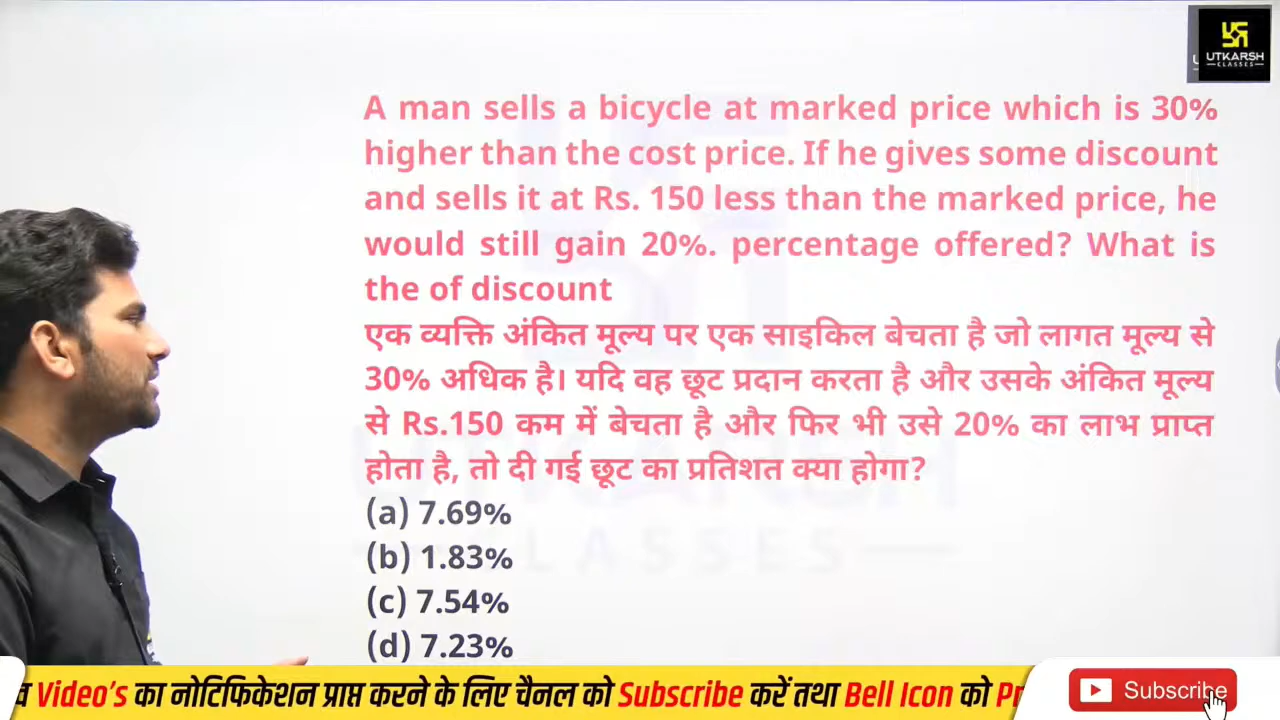 UTKARSH
CLASSES
A man sells a bicycle at marked price which is 30%
higher than the cost price. If he gives some discount
and sells it at Rs. 150 less than the marked price, he
would still gain 20%. percentage offered? What is
the of discount
एक व्यक्ति अंकित मूल्य पर एक साइकिल बेचता है जो लागत मूल्य से
30% अधिक है। यदि वह छूट प्रदान करता है और उसके अंकित मूल्य
से Rs.150 कम में बेचता है और फिर भी उसे 20% का लाभ प्राप्त
होता है, तो दी गई छूट का प्रतिशत क्या होगा?
(a) 7.69%
(b) 1.83%
(c) 7.54%
(d) 7.23%
UTKARSH
CLASSES
Video's का नोटिफिकेशन प्राप्त करने के लिए चैनल को Subscribe करें तथा Bell Icon को
Subscribe